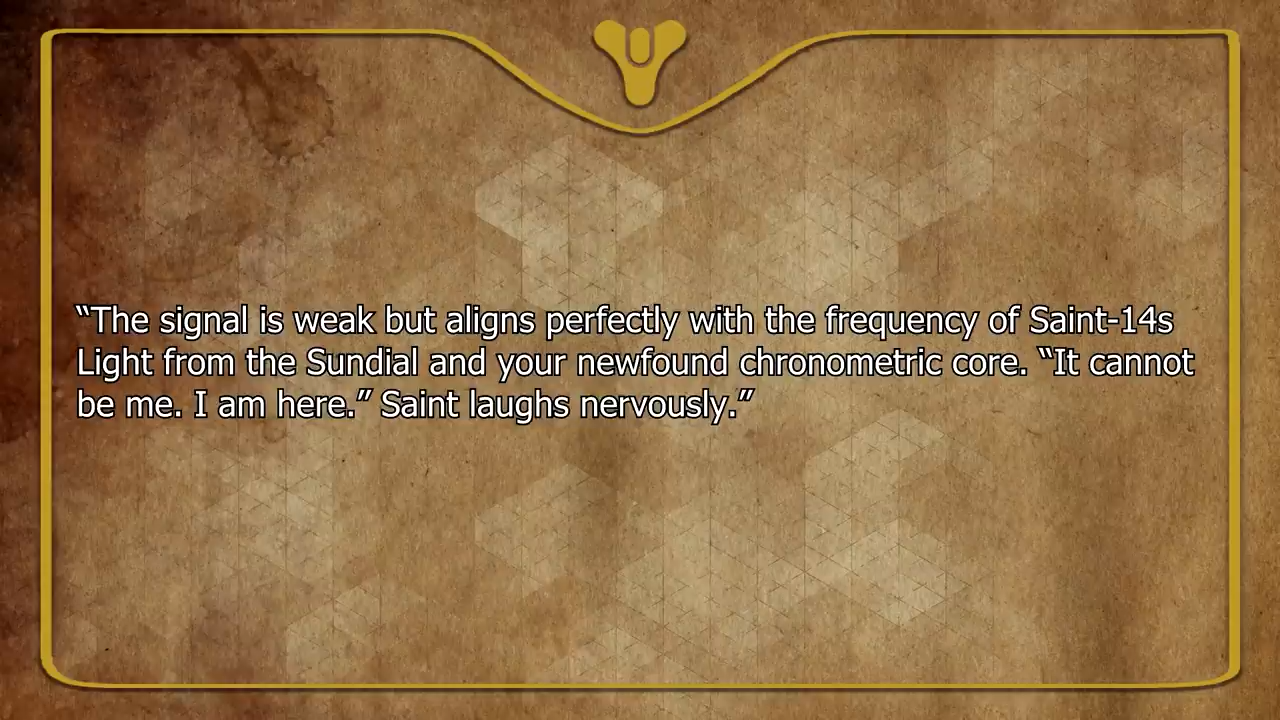 “The signal is weak but aligns perfectly with the frequency of Saint-14s
Light from the Sundial and your newfound chronometric core. “It cannot
be me. I am here.” Saint laughs nervously.”